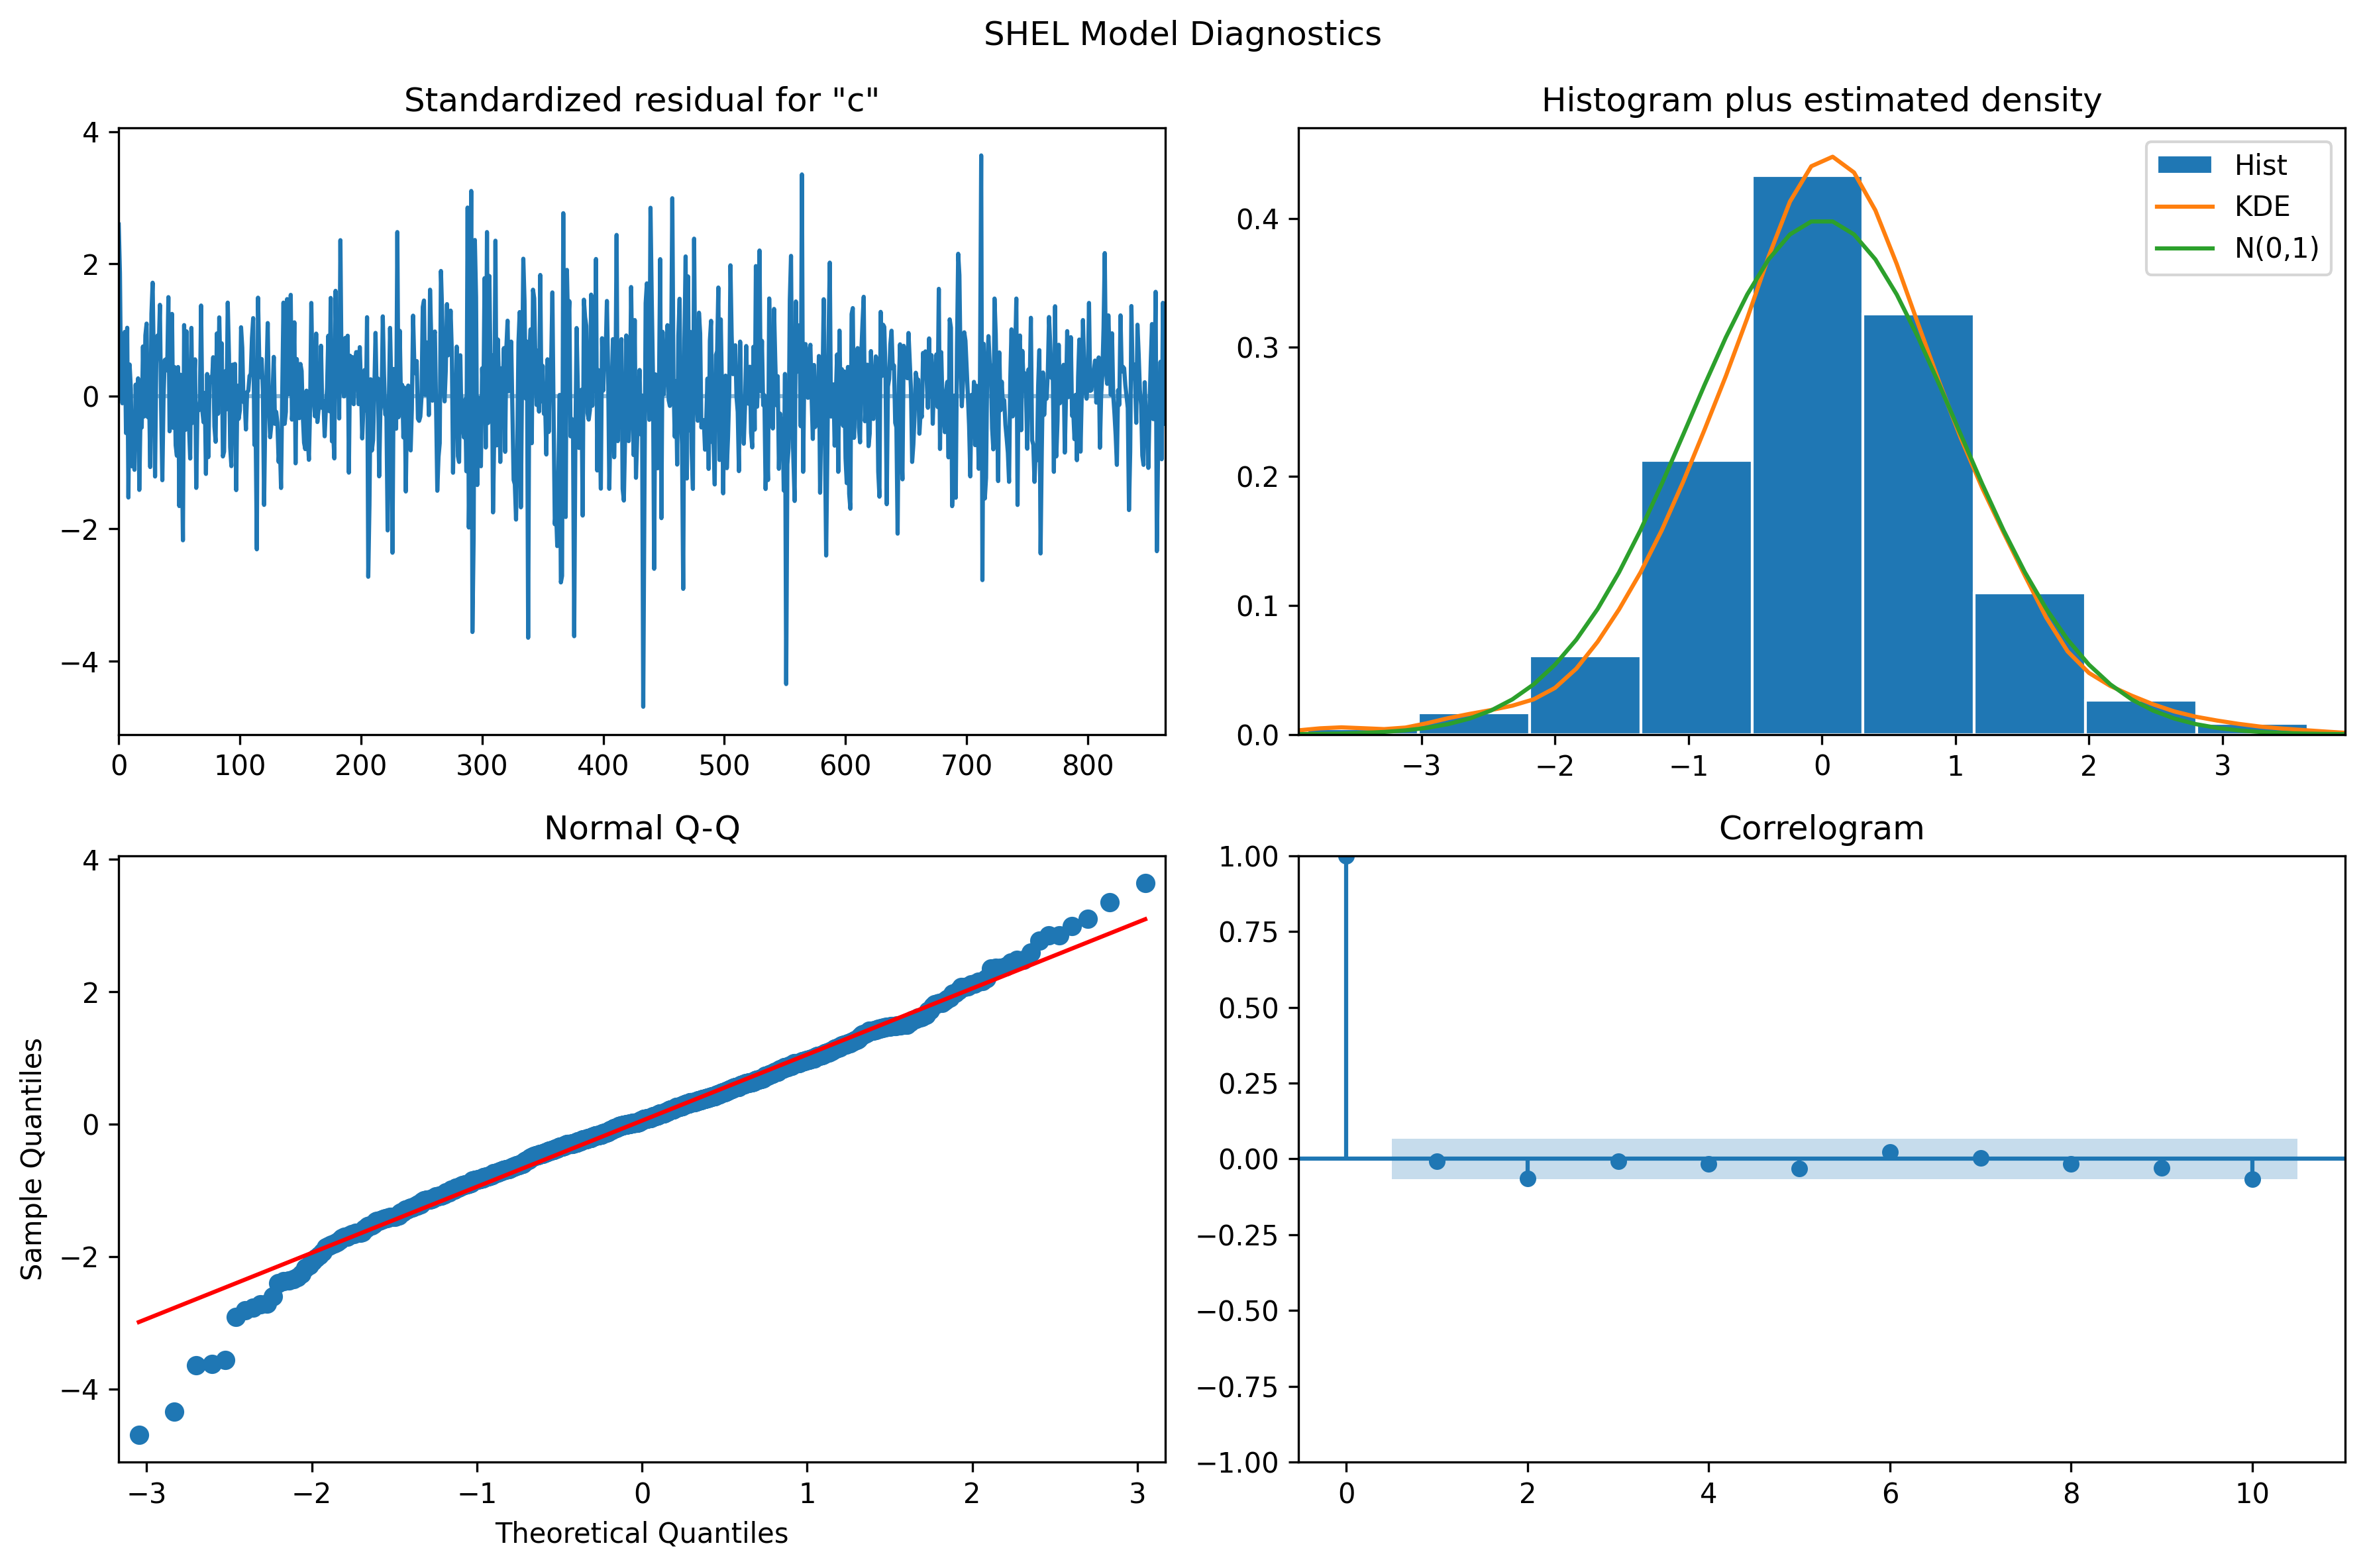 SHEL Model Diagnostics
Standardized residual for "c"
4
2
0
−2
−4
0 100 200 300 400 500 600 700 800
Histogram plus estimated density
Hist
KDE
N(0,1)
0.4
0.3
0.2
0.1
0.0
−3 −2 −1 0 1 2 3
Normal Q-Q
Sample Quantiles
4
2
0
−2
−4
−3 −2 −1 0 1 2 3
Theoretical Quantiles
Correlogram
1.00
0.75
0.50
0.25
0.00
−0.25
−0.50
−0.75
−1.00
0 2 4 6 8 10